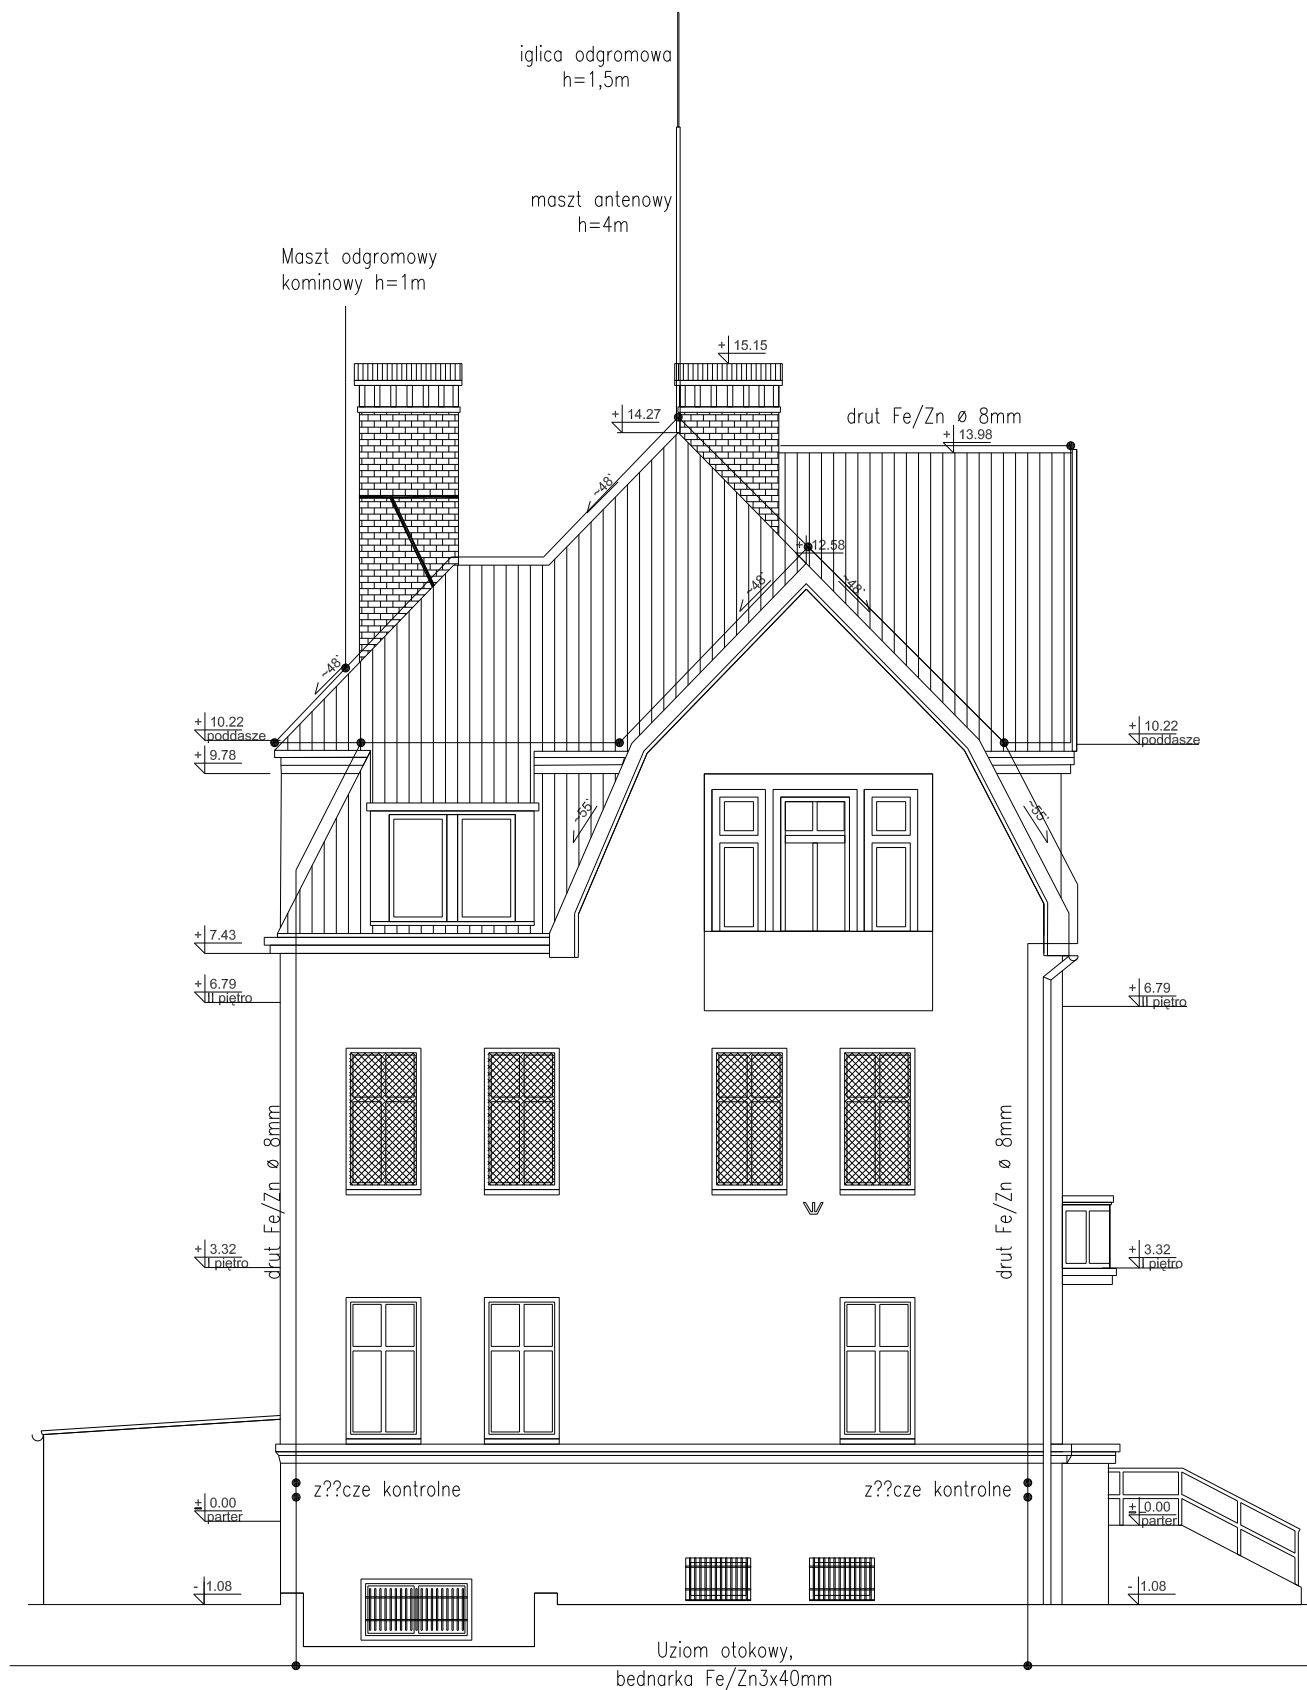 iglica odgromowa
h=1,5m
maszt antenowy
h=4m
Maszt odgromowy
kominowy h=1m
+ 15.15
+ 14.27
drut Fe/Zn ø 8mm
+ 13.98
~48°
+ 12.58
~48°
~48°
~48°
+ 10.22
poddasze
+ 10.22
poddasze
+ 9.78
~55°
~55°
+ 7.43
+ 6.79
II piętro
+ 6.79
II piętro
drut Fe/Zn ø 8mm
drut Fe/Zn ø 8mm
+ 3.32
I piętro
+ 3.32
I piętro
z??cze kontrolne
z??cze kontrolne
± 0.00
parter
± 0.00
parter
- 1.08
- 1.08
Uziom otokowy,
bednarka Fe/Zn3x40mm